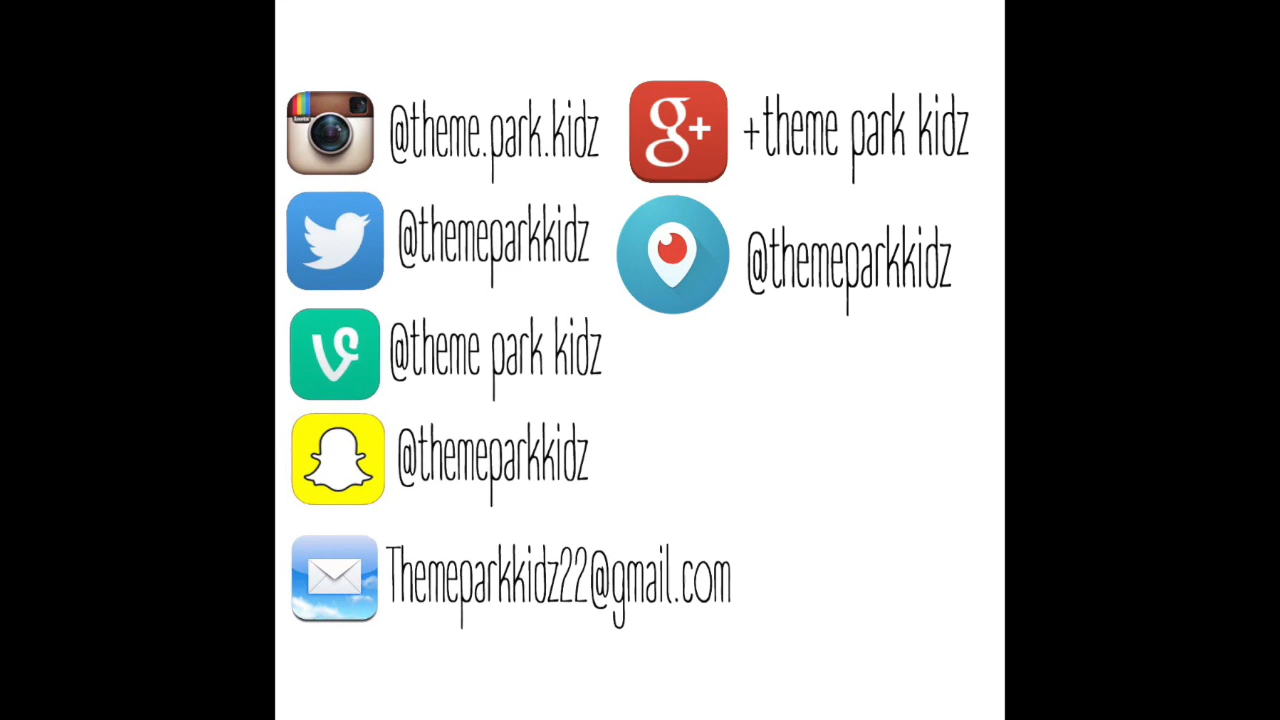 @theme.park.kidz
+theme park kidz
@themeparkkidz
@themeparkkidz
@theme park kidz
@themeparkkidz
Themeparkkidz22@gmail.com